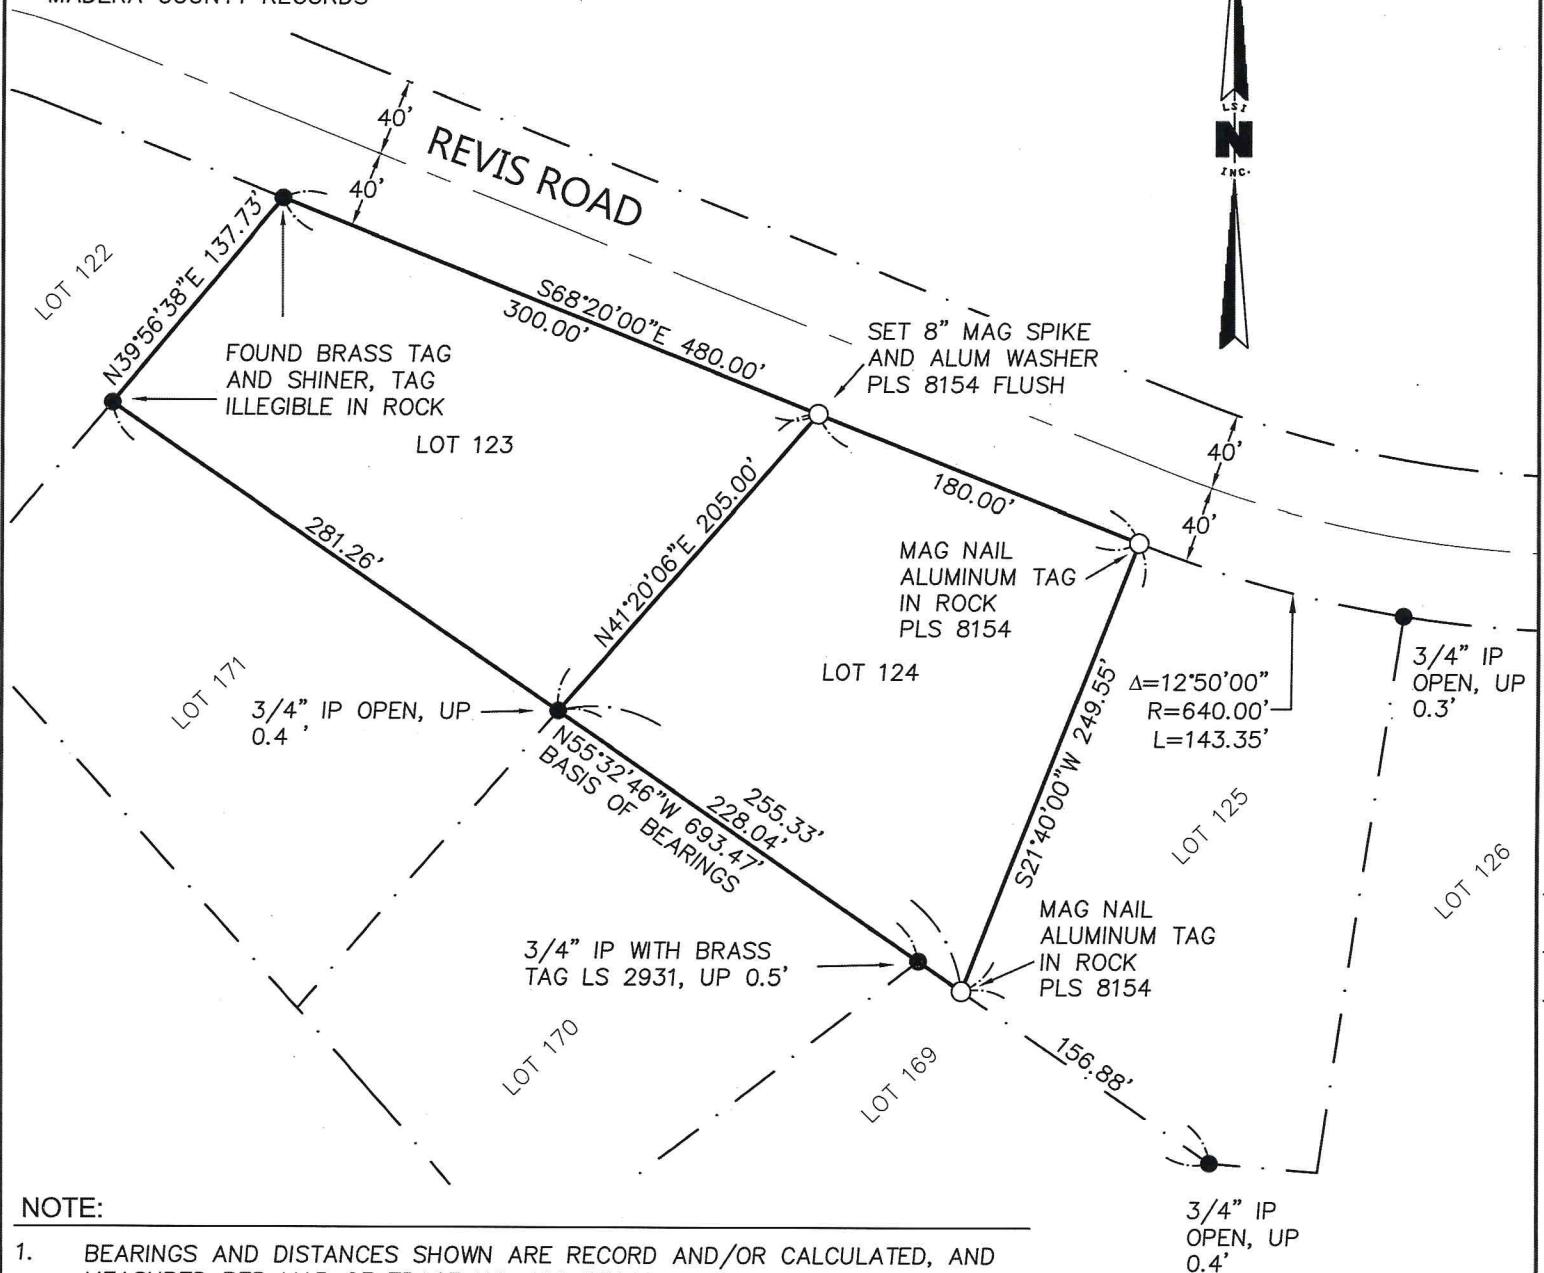 MADERA COUNTY RECORDS
LSI
N
INC.
40'
40'
REVIS ROAD
N39°56'38"E 137.73'
LOT 122
S68°20'00"E 480.00'
300.00'
SET 8" MAG SPIKE
AND ALUM WASHER
PLS 8154 FLUSH
FOUND BRASS TAG
AND SHINER, TAG
ILLEGIBLE IN ROCK
LOT 123
40'
40'
180.00'
281.26'
N41°20'06"E 205.00'
MAG NAIL
ALUMINUM TAG
IN ROCK
PLS 8154
LOT 124
3/4" IP
OPEN, UP
0.3'
Δ=12°50'00"
R=640.00'
L=143.35'
LOT 171
3/4" IP OPEN, UP
0.4 '
S21°40'00"W 249.55'
N55°32'46"W 693.47'
BASIS OF BEARINGS
255.33'
228.04'
LOT 125
LOT 126
3/4" IP WITH BRASS
TAG LS 2931, UP 0.5'
MAG NAIL
ALUMINUM TAG
IN ROCK
PLS 8154
LOT 170
LOT 169
156.88'
3/4" IP
OPEN, UP
0.4'
NOTE:
1. BEARINGS AND DISTANCES SHOWN ARE RECORD AND/OR CALCULATED, AND